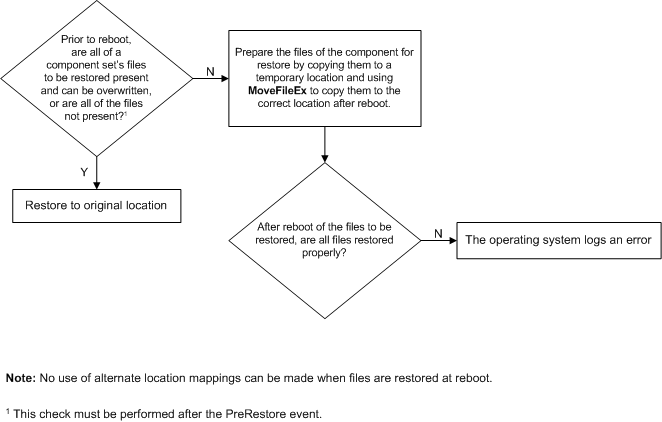 Prior to reboot,
are all of a
component set's files
to be restored present
and can be overwritten,
or are all of the files
not present?1
N
Prepare the files of the component for
restore by copying them to a
temporary location and using
MoveFileEx to copy them to the
correct location after reboot.
Y
Restore to original location
After reboot of the files to be
restored, are all files restored
properly?
N
The operating system logs an error
Note: No use of alternate location mappings can be made when files are restored at reboot.
1 This check must be performed after the PreRestore event.